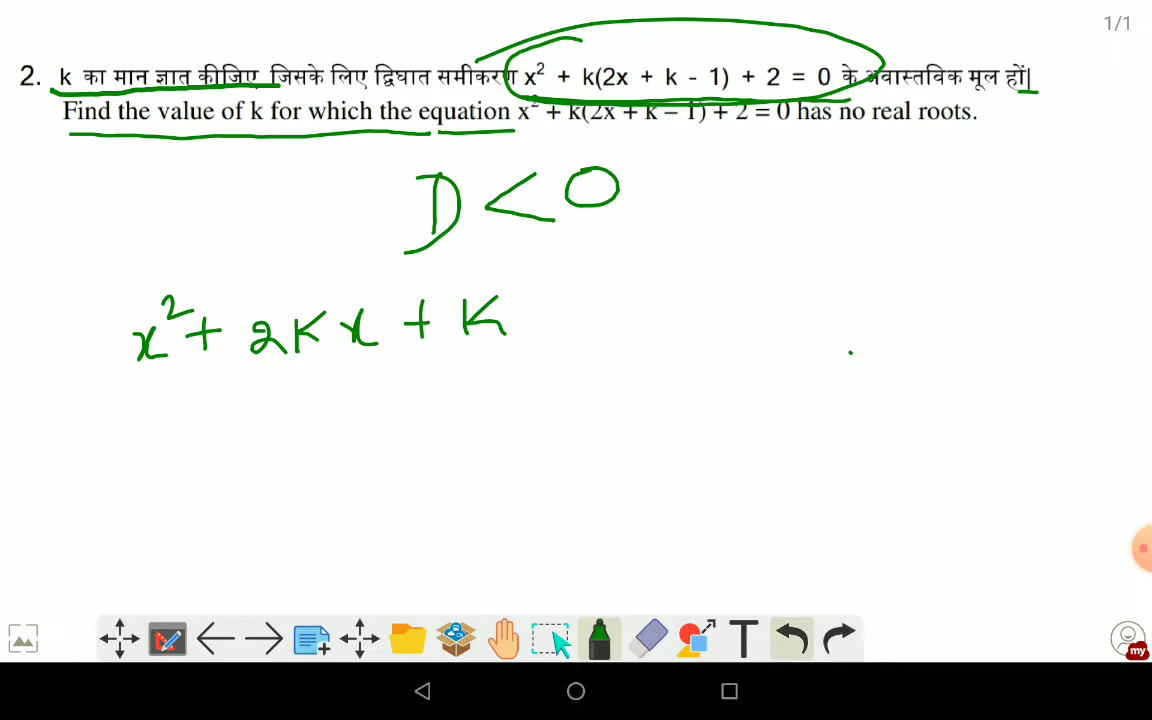 1/1
2. k का मान ज्ञात कीजिए जिसके लिए द्विघात समीकरण x² + k(2x + k - 1) + 2 = 0 के अवास्तविक मूल हों|
Find the value of k for which the equation x² + k(2x + k – 1) + 2 = 0 has no real roots.
D < 0
x² + 2Kx + K
T
my